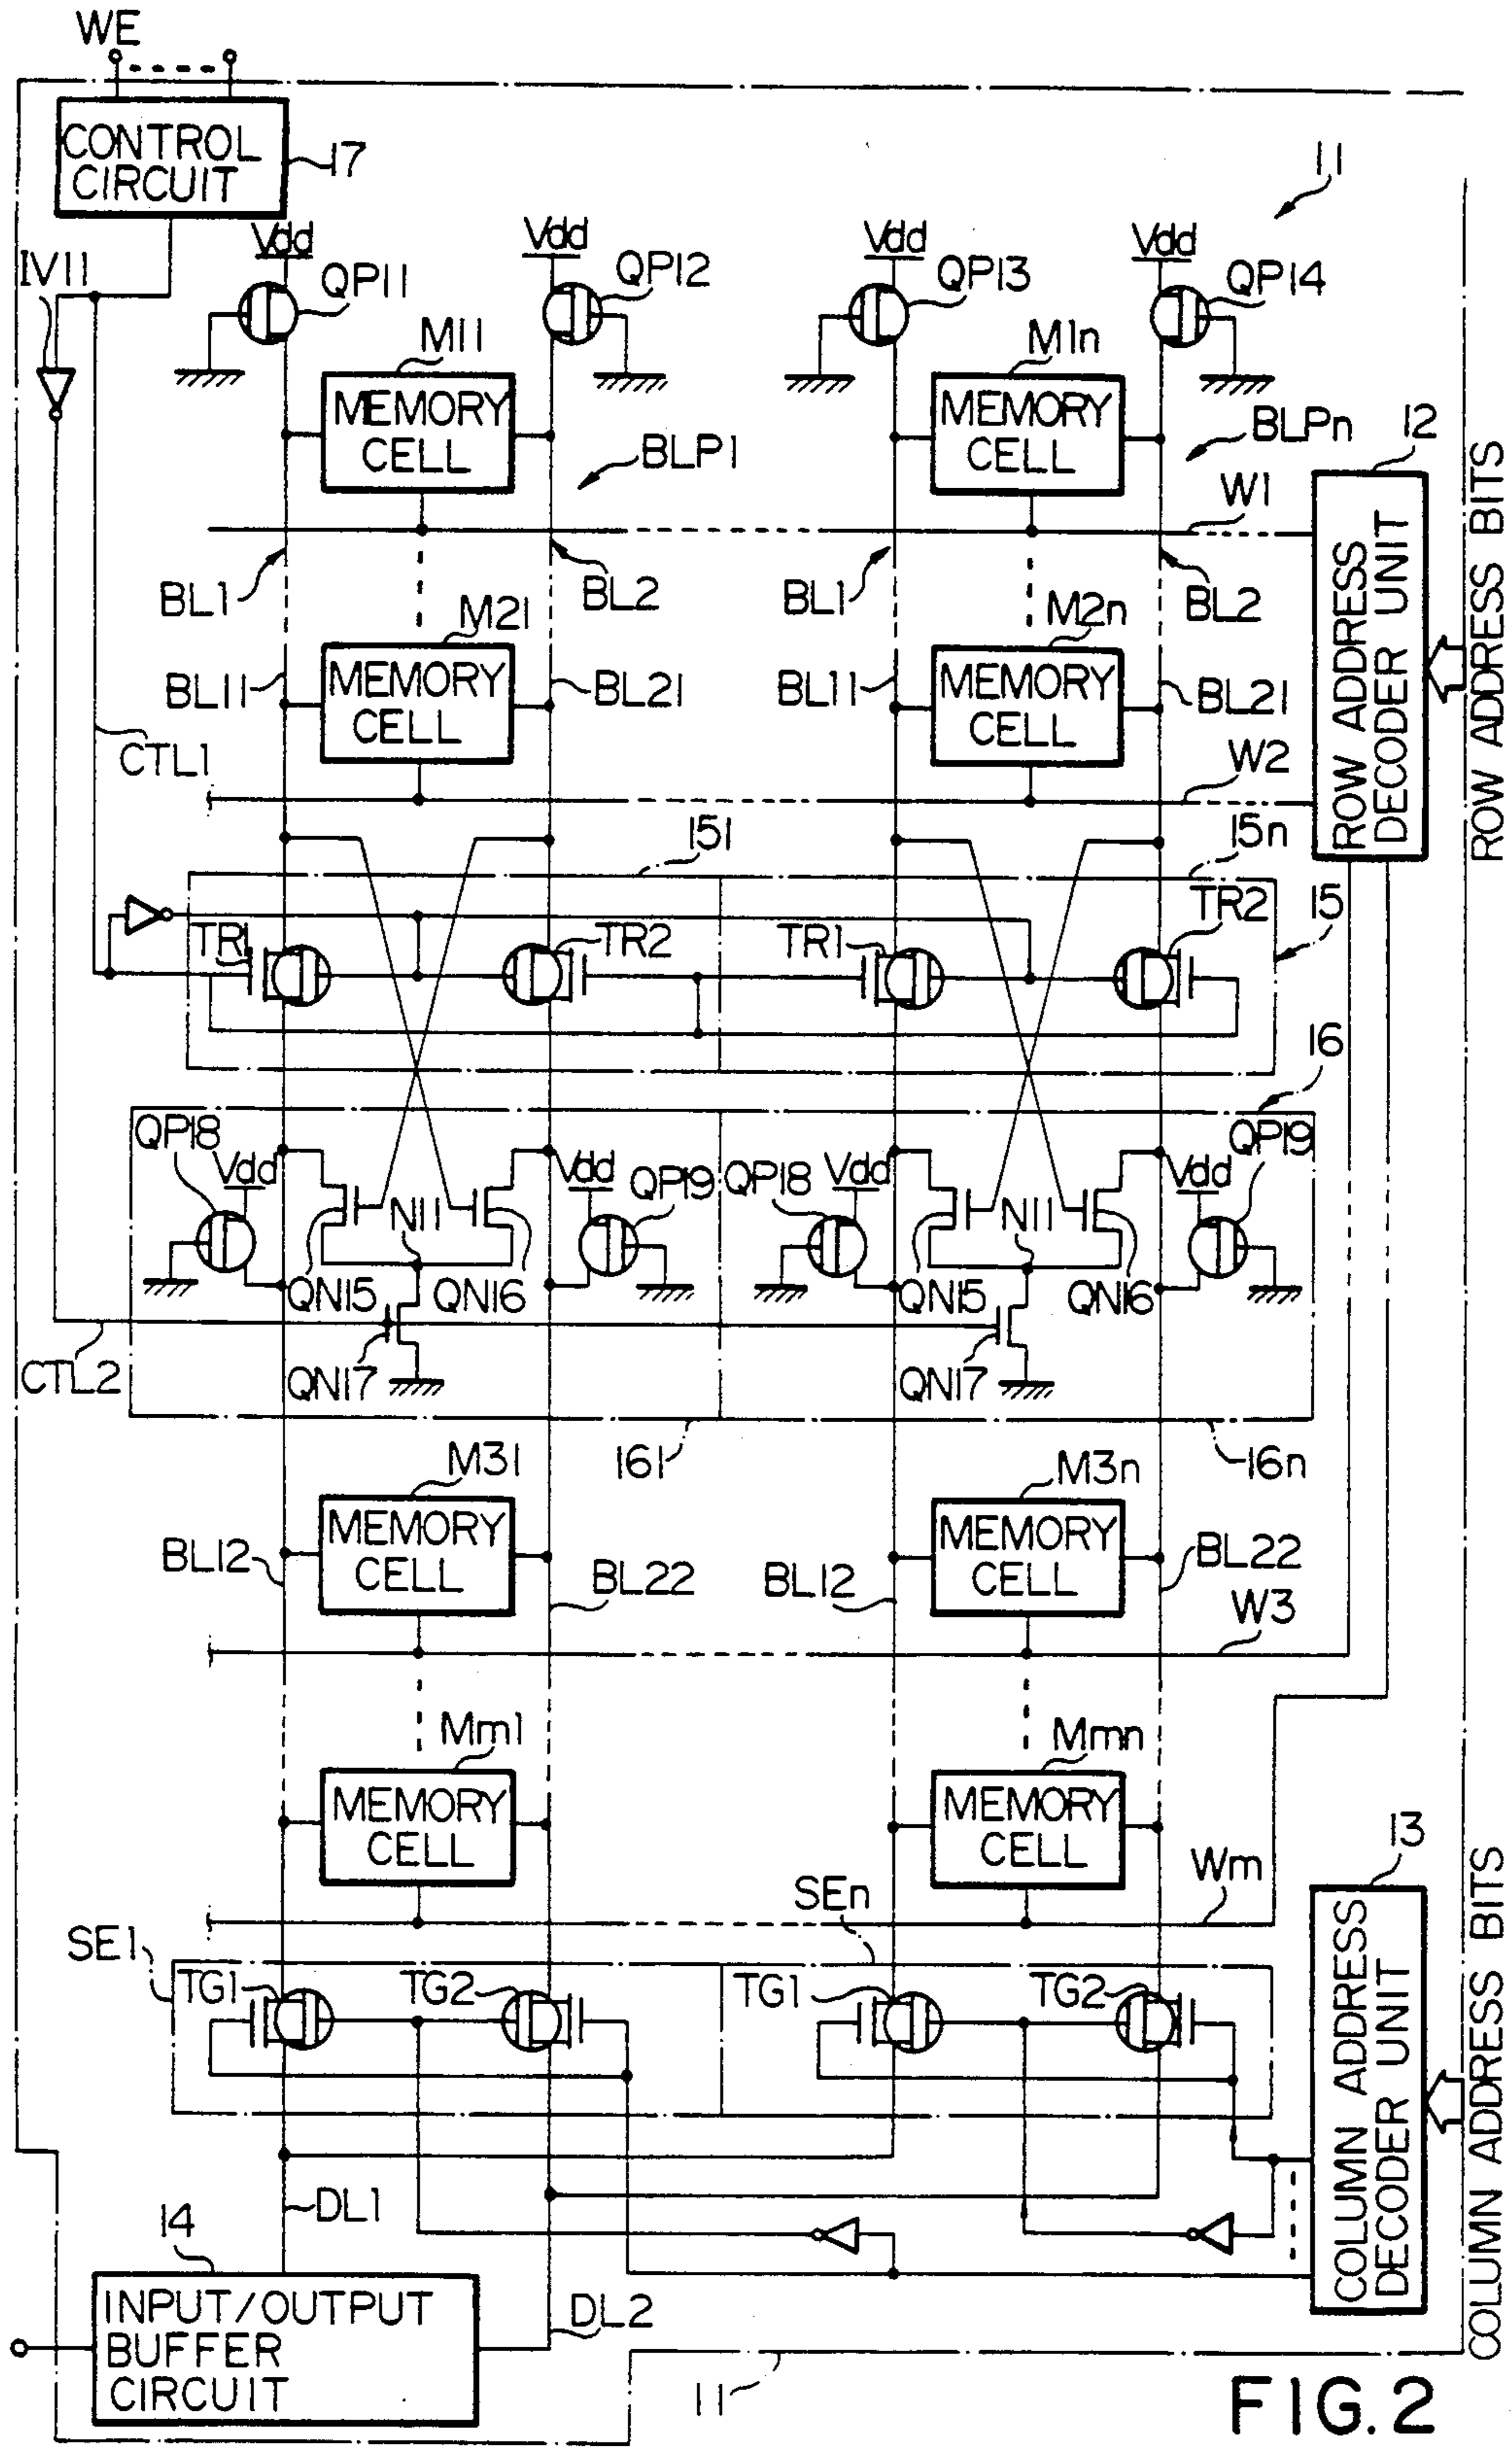 WE
CONTROL
CIRCUIT
17
11
IV11
Vdd
Vdd
Vdd
Vdd
QP11
QP12
QP13
QP14
M11
M1n
MEMORY
CELL
MEMORY
CELL
BLP1
BLPn
12
W1
ROW ADDRESS
DECODER UNIT
ROW ADDRESS BITS
BL1
BL2
BL1
BL2
M21
M2n
MEMORY
CELL
MEMORY
CELL
BL11
BL21
BL11
BL21
CTL1
W2
151
15n
15
TR1
TR2
TR1
TR2
16
QP18
Vdd
N11
Vdd
QP19
QP18
Vdd
N11
Vdd
QP19
QN15
QN16
QN15
QN16
CTL2
QN17
QN17
161
16n
M31
M3n
MEMORY
CELL
MEMORY
CELL
BL12
BL22
BL12
BL22
W3
Mm1
Mmn
MEMORY
CELL
MEMORY
CELL
Wm
13
SE1
SEn
TG1
TG2
TG1
TG2
COLUMN ADDRESS
DECODER UNIT
COLUMN ADDRESS BITS
DL1
14
INPUT/OUTPUT
BUFFER
CIRCUIT
DL2
11
FIG. 2